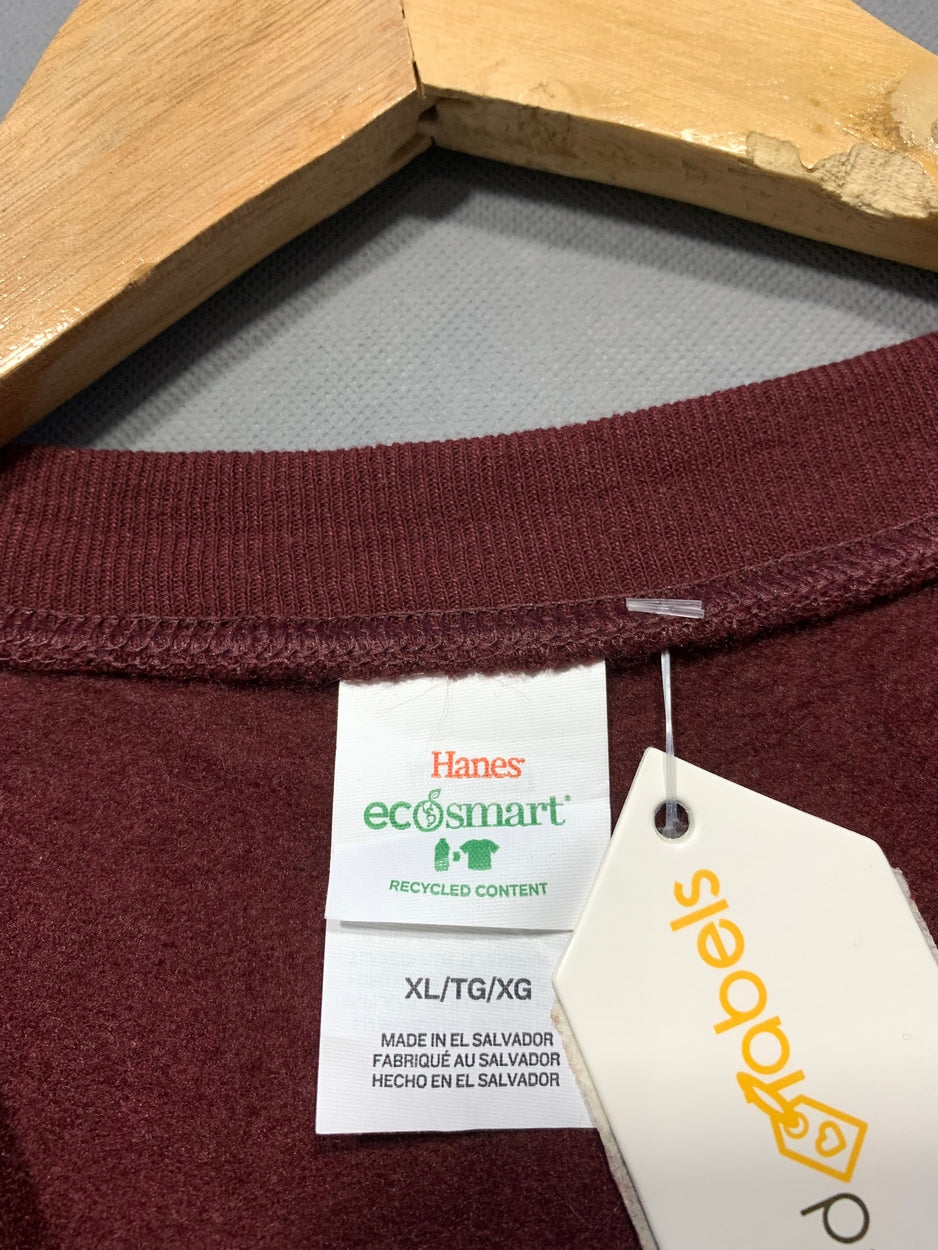 Hanes
ecosmart®
RECYCLED CONTENT
XL/TG/XG
MADE IN EL SALVADOR
FABRIQUÉ AU SALVADOR
HECHO EN EL SALVADOR
labels